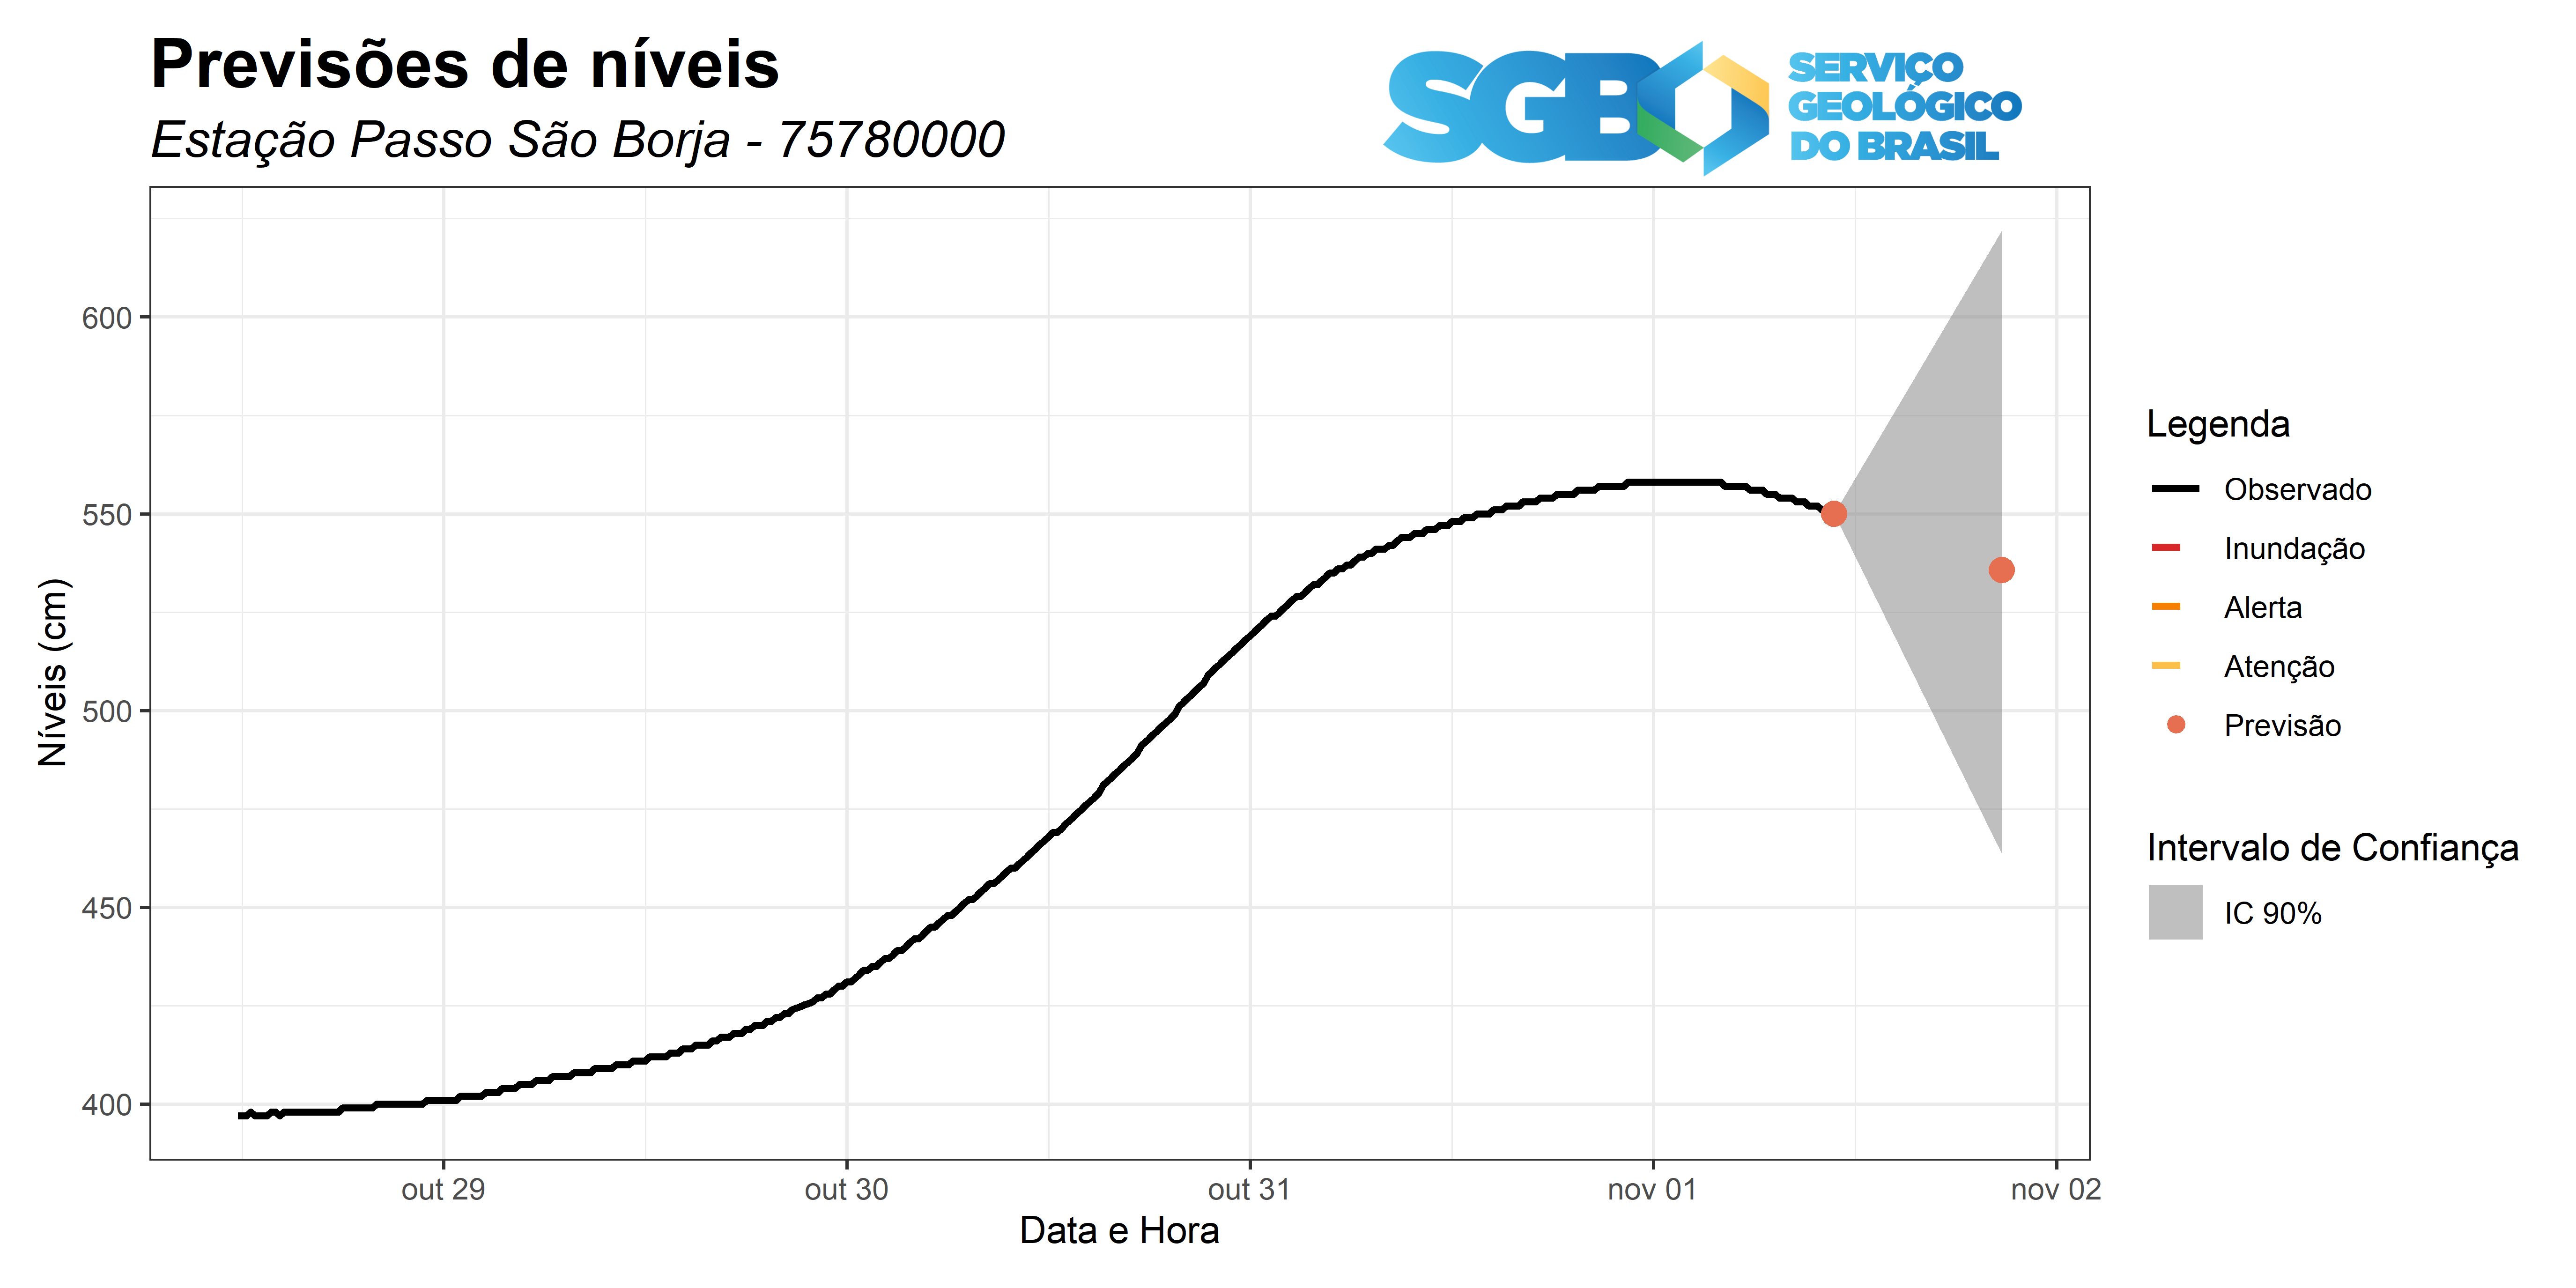 Previsões de níveis
Estação Passo São Borja - 75780000
SGB
SERVIÇO
GEOLÓGICO
DO BRASIL
Níveis (cm)
600
550
500
450
400
out 29
out 30
out 31
nov 01
nov 02
Data e Hora
Legenda
Observado
Inundação
Alerta
Atenção
Previsão
Intervalo de Confiança
IC 90%